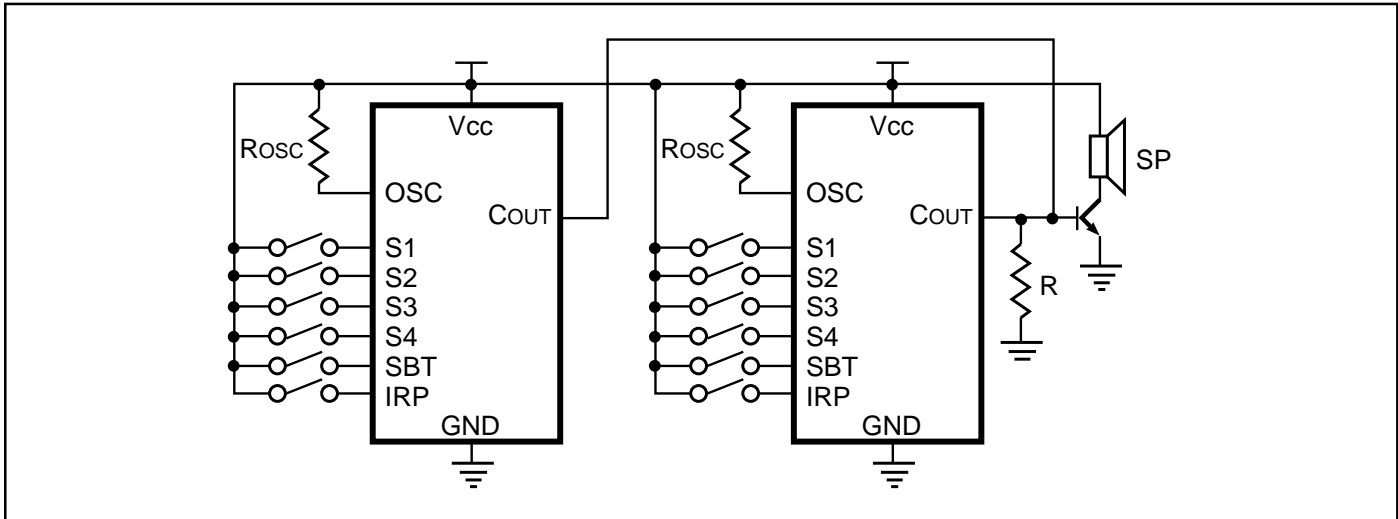 Vcc
ROSC
OSC
COUT
S1
S2
S3
S4
SBT
IRP
GND
Vcc
ROSC
OSC
COUT
S1
S2
S3
S4
SBT
IRP
GND
SP
R